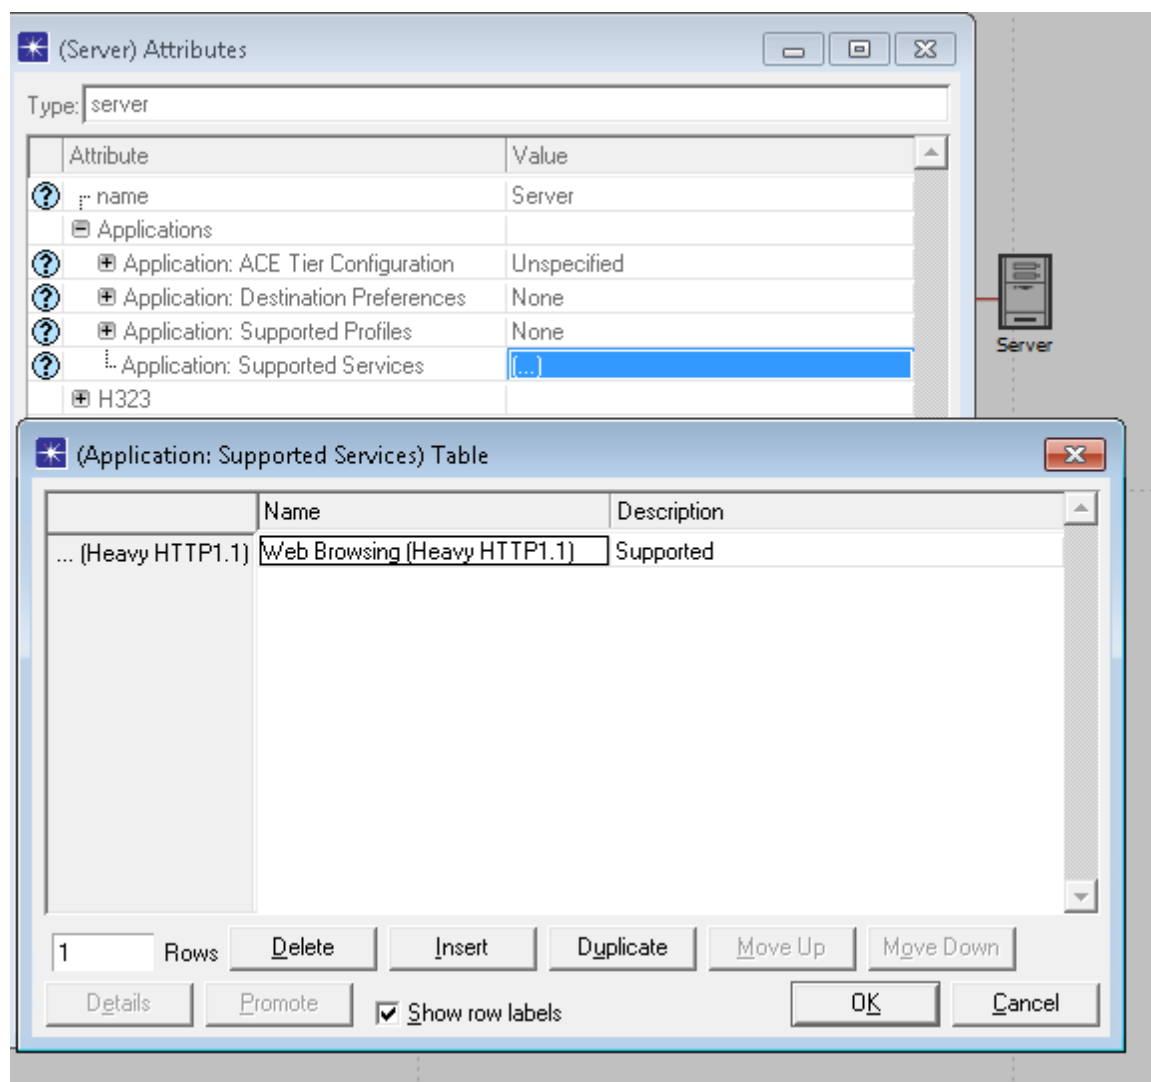 (Server) Attributes
Type: server
Attribute Value
name Server
Applications
Application: ACE Tier Configuration Unspecified
Application: Destination Preferences None
Application: Supported Profiles None
Application: Supported Services (...)
H323
Server
(Application: Supported Services) Table
Name Description
... (Heavy HTTP1.1) Web Browsing (Heavy HTTP1.1) Supported
1 Rows Delete Insert Duplicate Move Up Move Down
Details Promote Show row labels OK Cancel